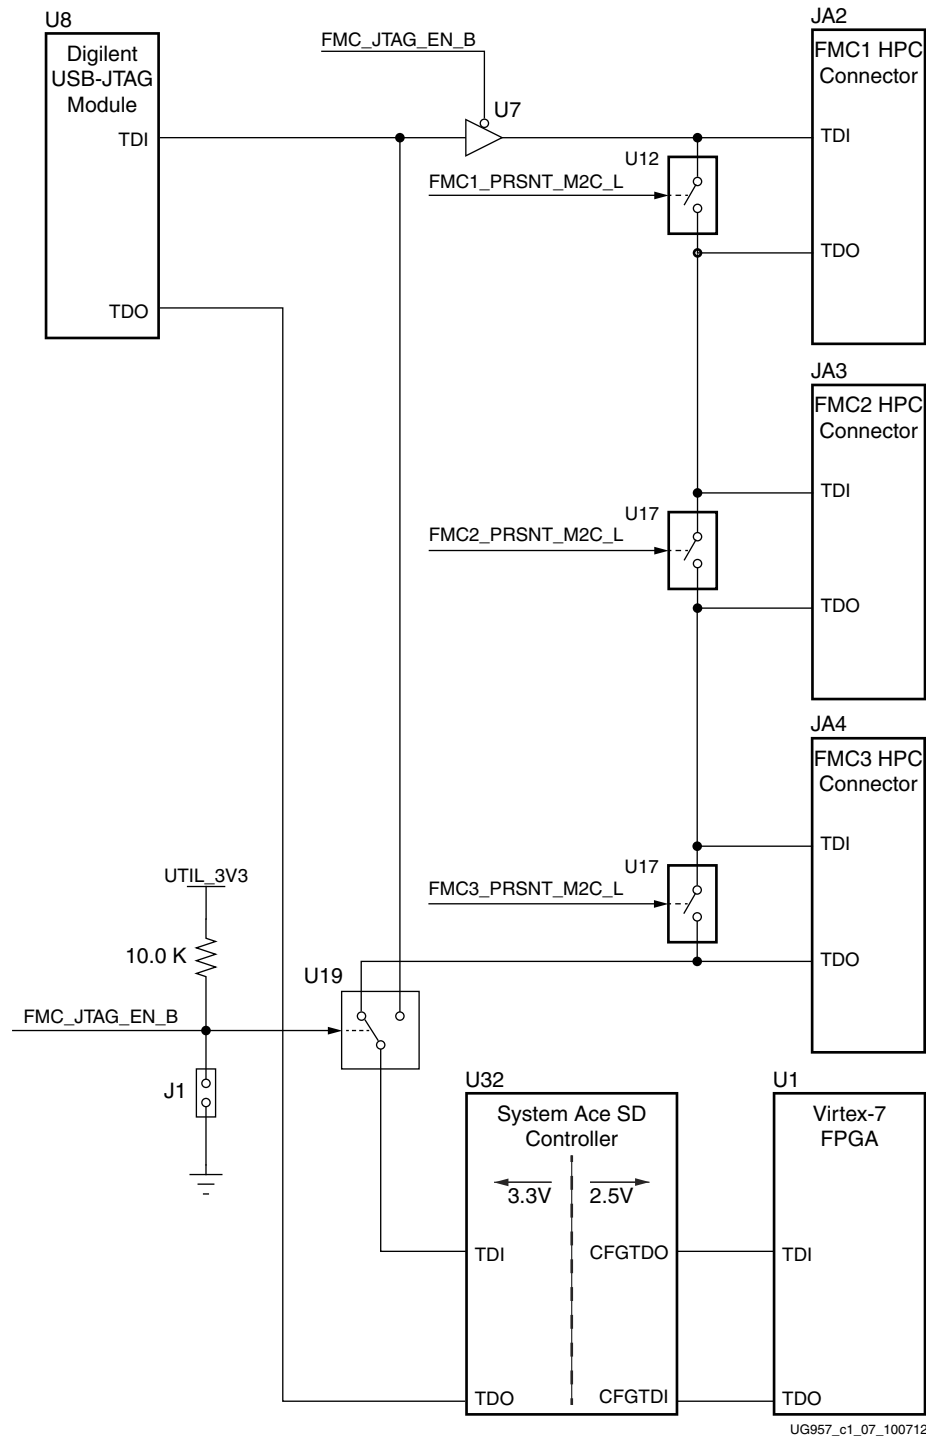 U8
Digilent
USB-JTAG
Module
TDI
TDO
FMC_JTAG_EN_B
U7
JA2
FMC1 HPC
Connector
TDI
TDO
U12
FMC1_PRSNT_M2C_L
JA3
FMC2 HPC
Connector
TDI
TDO
U17
FMC2_PRSNT_M2C_L
JA4
FMC3 HPC
Connector
TDI
TDO
U17
FMC3_PRSNT_M2C_L
UTIL_3V3
10.0 K
FMC_JTAG_EN_B
J1
U19
U32
System Ace SD
Controller
3.3V
2.5V
TDI
CFGTDO
TDO
CFGTDI
U1
Virtex-7
FPGA
TDI
TDO
UG957_c1_07_100712